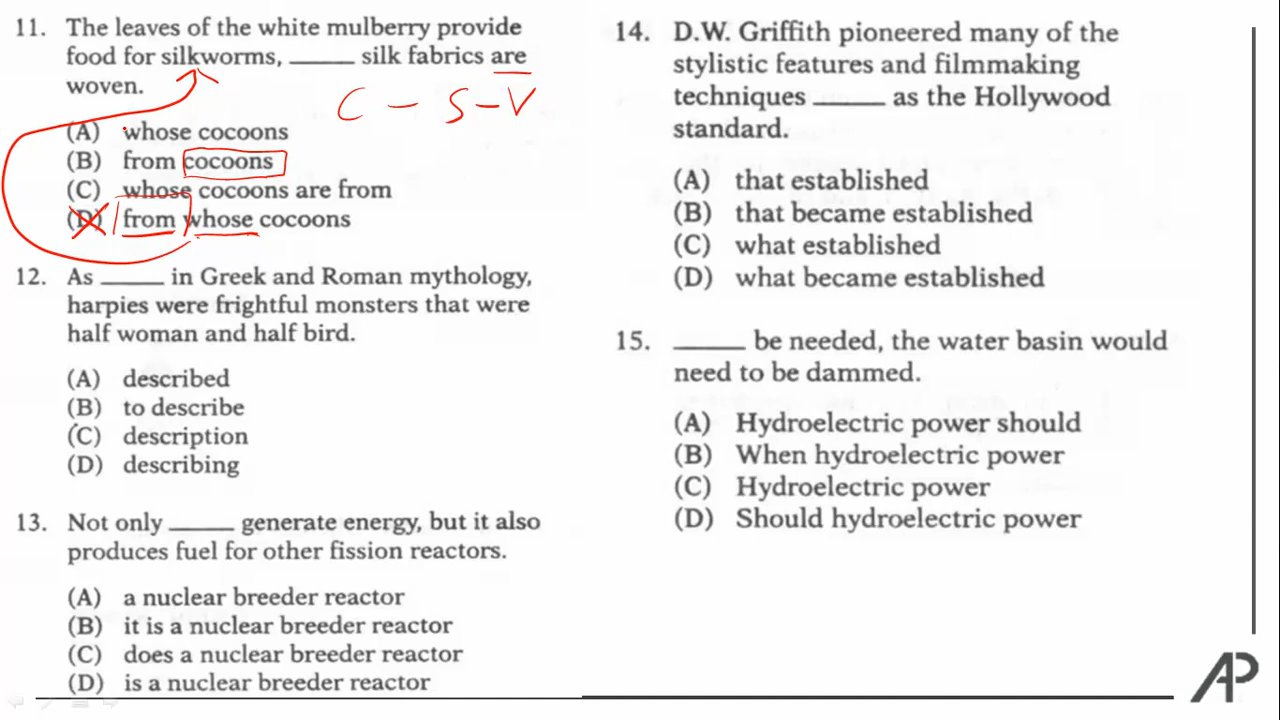 11. The leaves of the white mulberry provide
food for silkworms, _____ silk fabrics are
woven.
C - S - V
(A) whose cocoons
(B) from cocoons
(C) whose cocoons are from
(D) from whose cocoons
12. As _____ in Greek and Roman mythology,
harpies were frightful monsters that were
half woman and half bird.
(A) described
(B) to describe
(C) description
(D) describing
13. Not only _____ generate energy, but it also
produces fuel for other fission reactors.
(A) a nuclear breeder reactor
(B) it is a nuclear breeder reactor
(C) does a nuclear breeder reactor
(D) is a nuclear breeder reactor
14. D.W. Griffith pioneered many of the
stylistic features and filmmaking
techniques _____ as the Hollywood
standard.
(A) that established
(B) that became established
(C) what established
(D) what became established
15. _____ be needed, the water basin would
need to be dammed.
(A) Hydroelectric power should
(B) When hydroelectric power
(C) Hydroelectric power
(D) Should hydroelectric power
AP